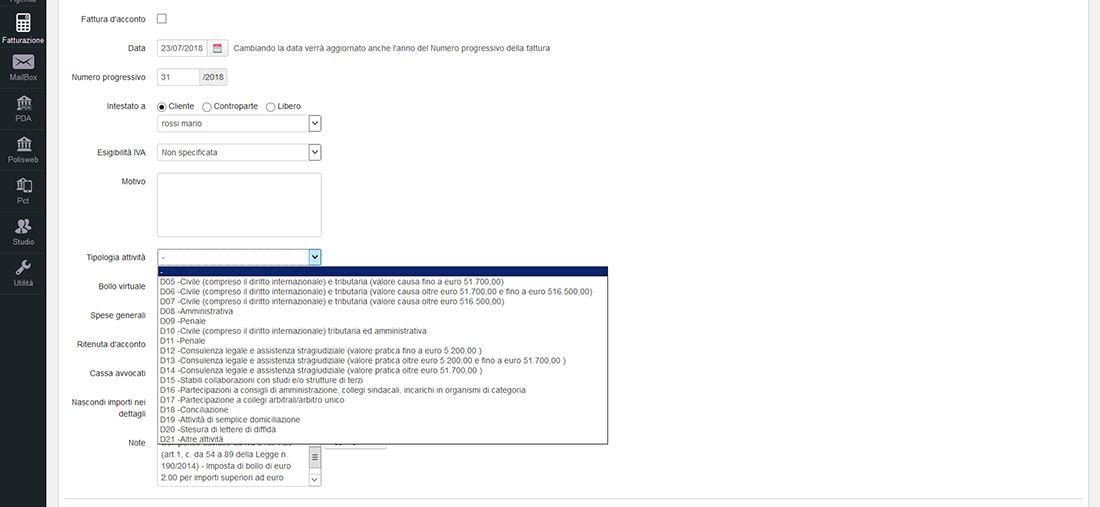 Fatturazione
MailBox
PDA
Polisweb
Pct
Studio
Utilità
Fattura d'acconto
Data 23/07/2018 Cambiando la data verrà aggiornato anche l'anno del Numero progressivo della fattura
Numero progressivo 31 /2018
Intestato a Cliente Controparte Libero
rossi mario
Esigibilità IVA Non specificata
Motivo
Tipologia attività -
-
D05 -Civile (compreso il diritto internazionale) e tributaria (valore causa fino a euro 51.700,00)
D06 -Civile (compreso il diritto internazionale) e tributaria (valore causa oltre euro 51.700,00 e fino a euro 516.500,00)
D07 -Civile (compreso il diritto internazionale) e tributaria (valore causa oltre euro 516.500,00)
D08 -Amministrativa
D09 -Penale
D10 -Civile (compreso il diritto internazionale) tributaria ed amministrativa
D11 -Penale
D12 -Consulenza legale e assistenza stragiudiziale (valore pratica fino a euro 5.200,00 )
D13 -Consulenza legale e assistenza stragiudiziale (valore pratica oltre euro 5.200,00 e fino a euro 51.700,00 )
D14 -Consulenza legale e assistenza stragiudiziale (valore pratica oltre euro 51.700,00 )
D15 -Stabili collaborazioni con studi e/o strutture di terzi
D16 -Partecipazioni a consigli di amministrazione, collegi sindacali, incarichi in organismi di categoria
D17 -Partecipazione a collegi arbitrali/arbitro unico
D18 -Conciliazione
D19 -Attività di semplice domiciliazione
D20 -Stesura di lettere di diffida
D21 -Altre attività
Bollo virtuale
Spese generali
Ritenuta d'acconto
Cassa avvocati
Nascondi importi nei
dettagli
Note
(art.1, c. da 54 a 89 della Legge n.
190/2014) - Imposta di bollo di euro
2.00 per importi superiori ad euro